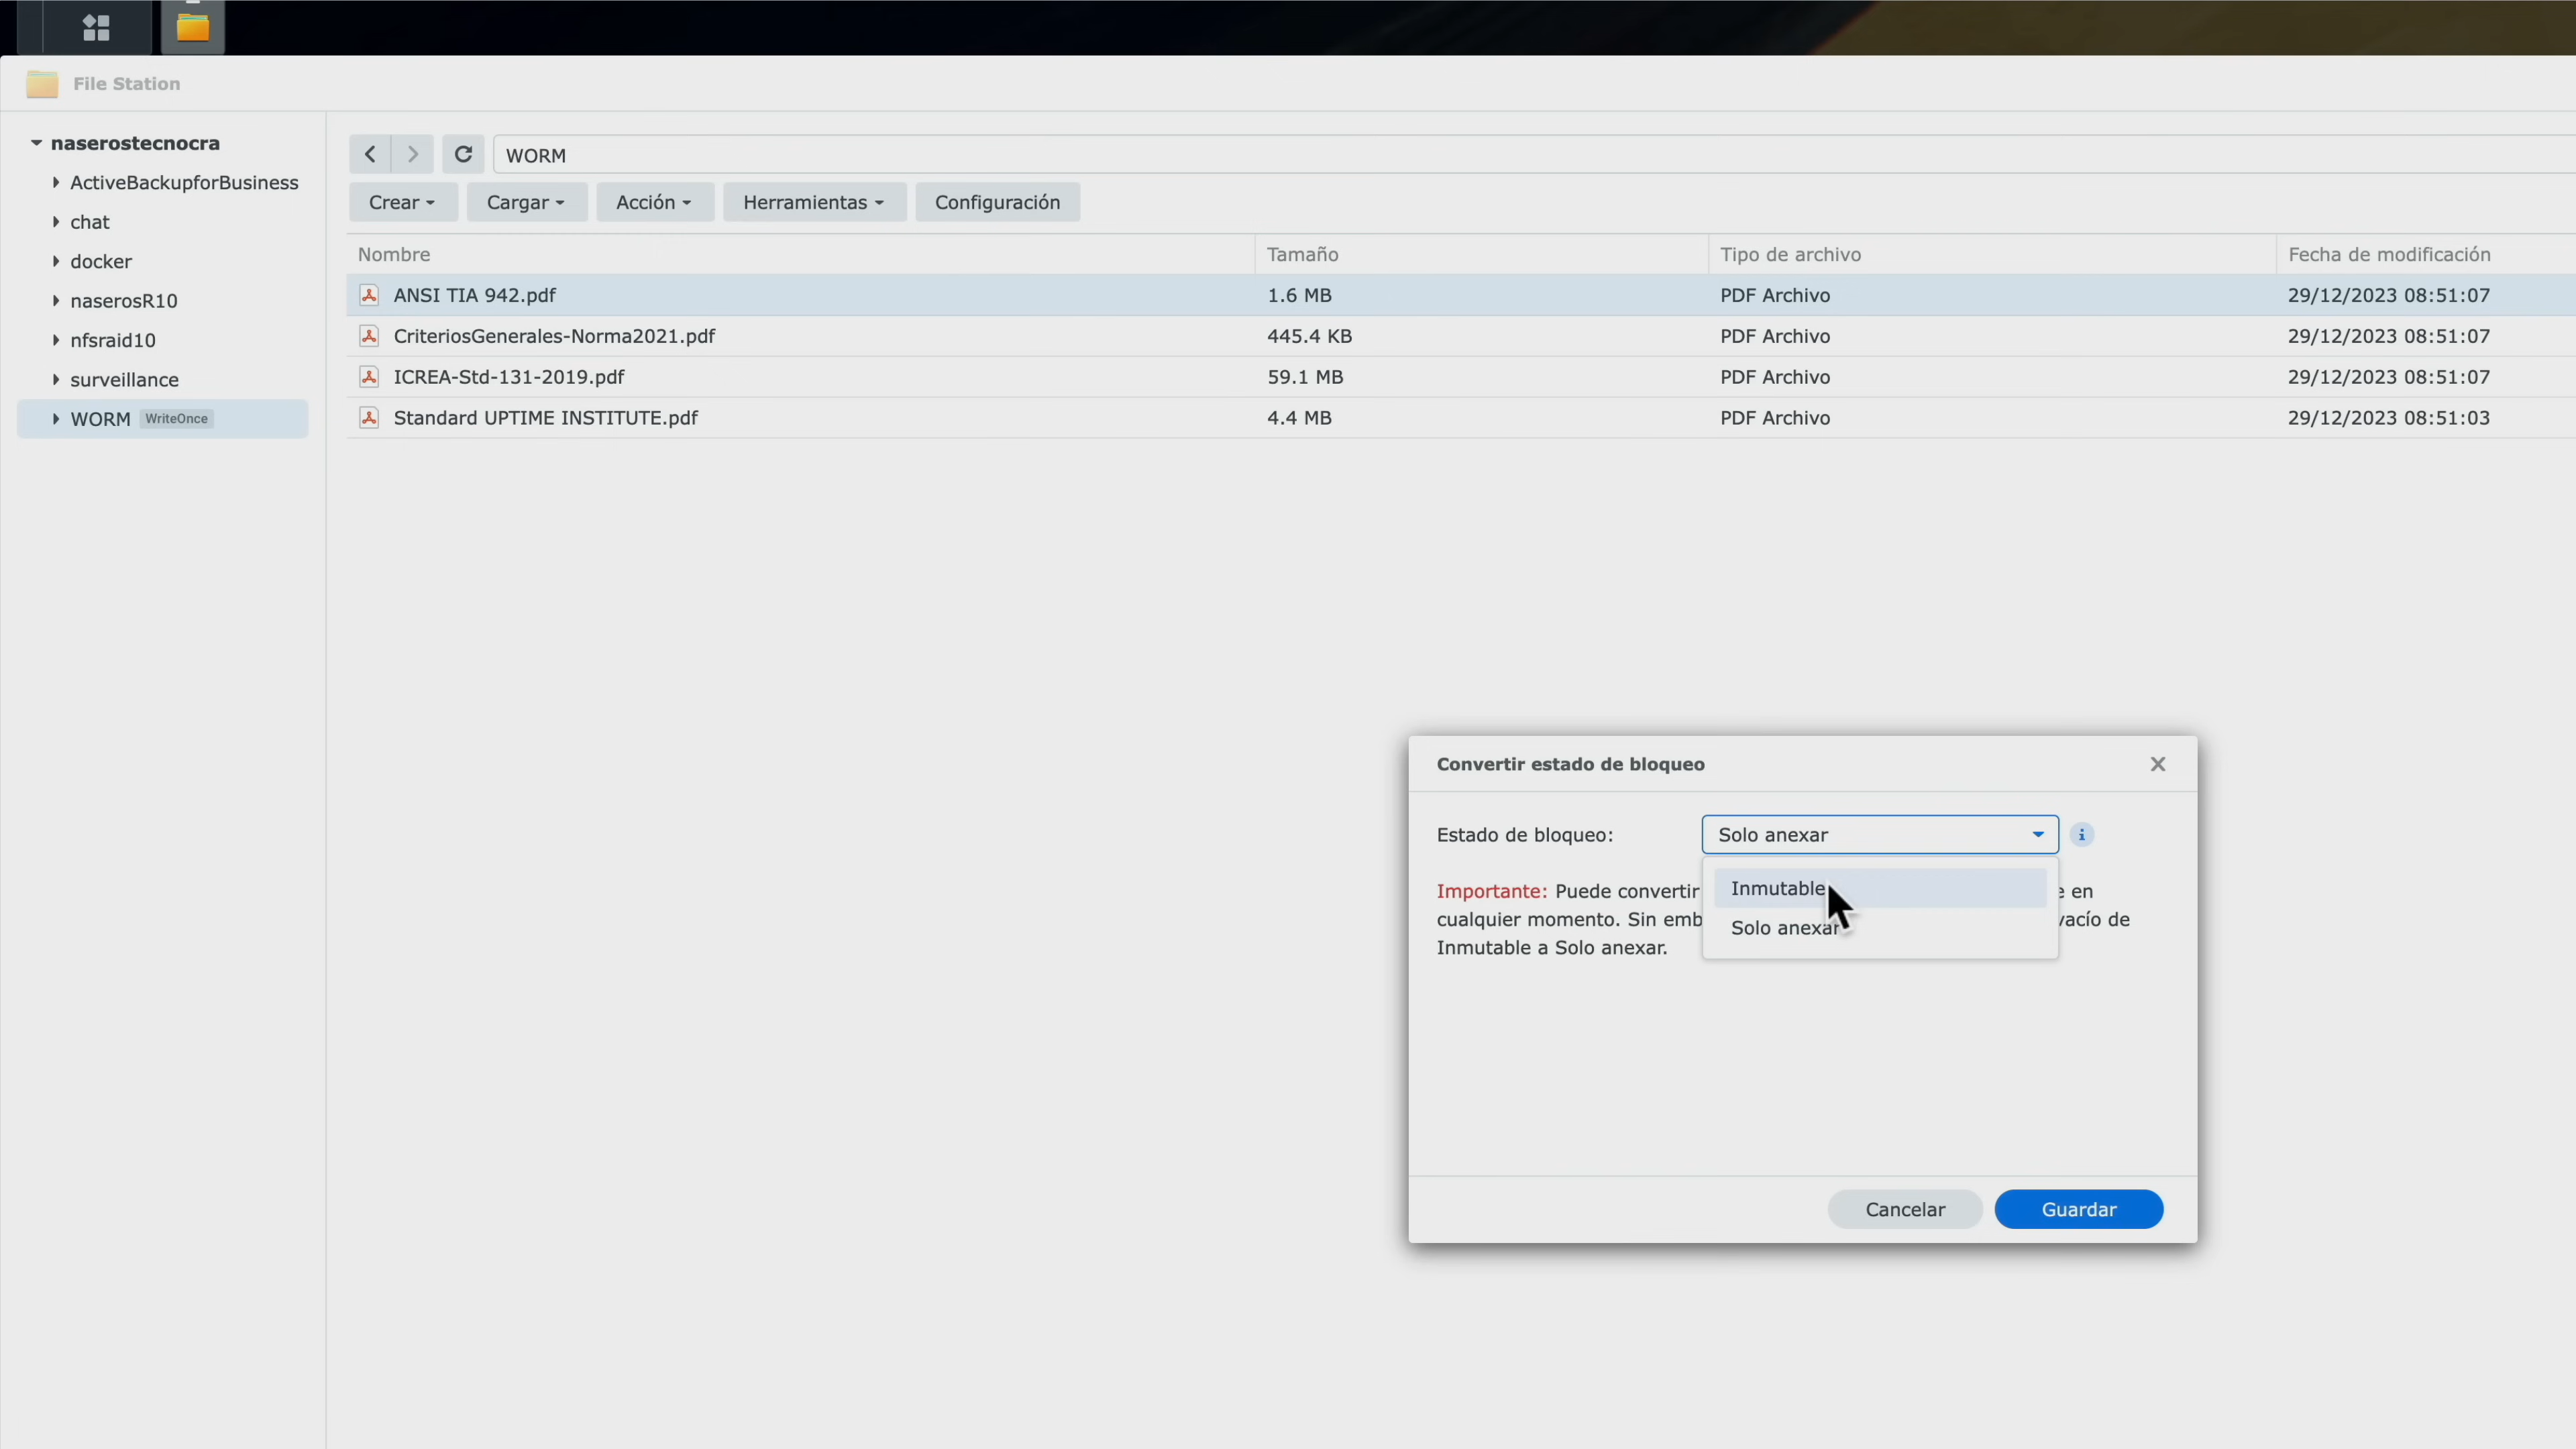 File Station
naserostecnocra
ActiveBackupforBusiness
chat
docker
naserosR10
nfsraid10
surveillance
WORM WriteOnce
WORM
Crear Cargar Acción Herramientas Configuración
Nombre Tamaño Tipo de archivo Fecha de modificación
ANSI TIA 942.pdf 1.6 MB PDF Archivo 29/12/2023 08:51:07
CriteriosGenerales-Norma2021.pdf 445.4 KB PDF Archivo 29/12/2023 08:51:07
ICREA-Std-131-2019.pdf 59.1 MB PDF Archivo 29/12/2023 08:51:07
Standard UPTIME INSTITUTE.pdf 4.4 MB PDF Archivo 29/12/2023 08:51:03
Convertir estado de bloqueo
Estado de bloqueo: Solo anexar
Inmutable
Solo anexar
Importante: Puede convertir en
cualquier momento. Sin vacío de
Inmutable a Solo anexar.
Cancelar Guardar